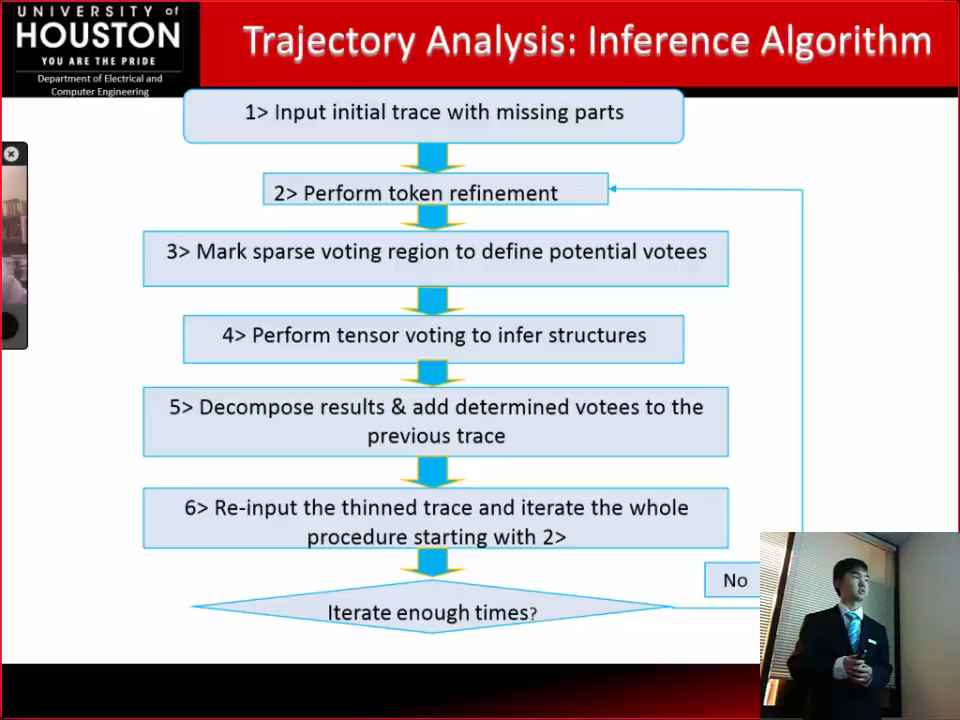 UNIVERSITY of
HOUSTON
YOU ARE THE PRIDE
Department of Electrical and
Computer Engineering
Trajectory Analysis: Inference Algorithm
1> Input initial trace with missing parts
2> Perform token refinement
3> Mark sparse voting region to define potential votees
4> Perform tensor voting to infer structures
5> Decompose results & add determined votees to the
previous trace
6> Re-input the thinned trace and iterate the whole
procedure starting with 2>
No
Iterate enough times?